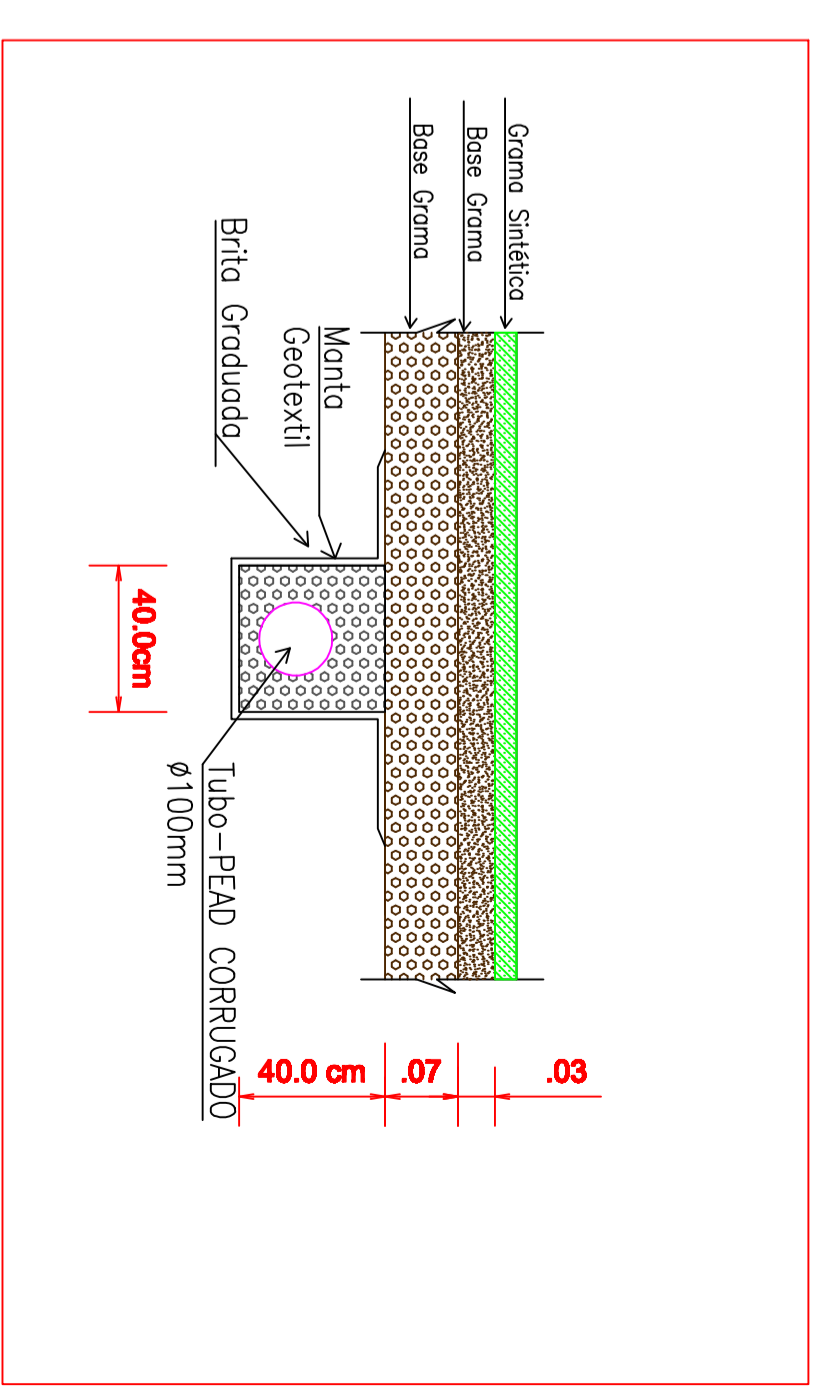 Grama Sintética
Base Grama
Base Grama
Manta
Geotextil
Brita Graduada
Tubo-PEAD CORRUGADO
ø100mm
40.0cm
40.0 cm
.07
.03